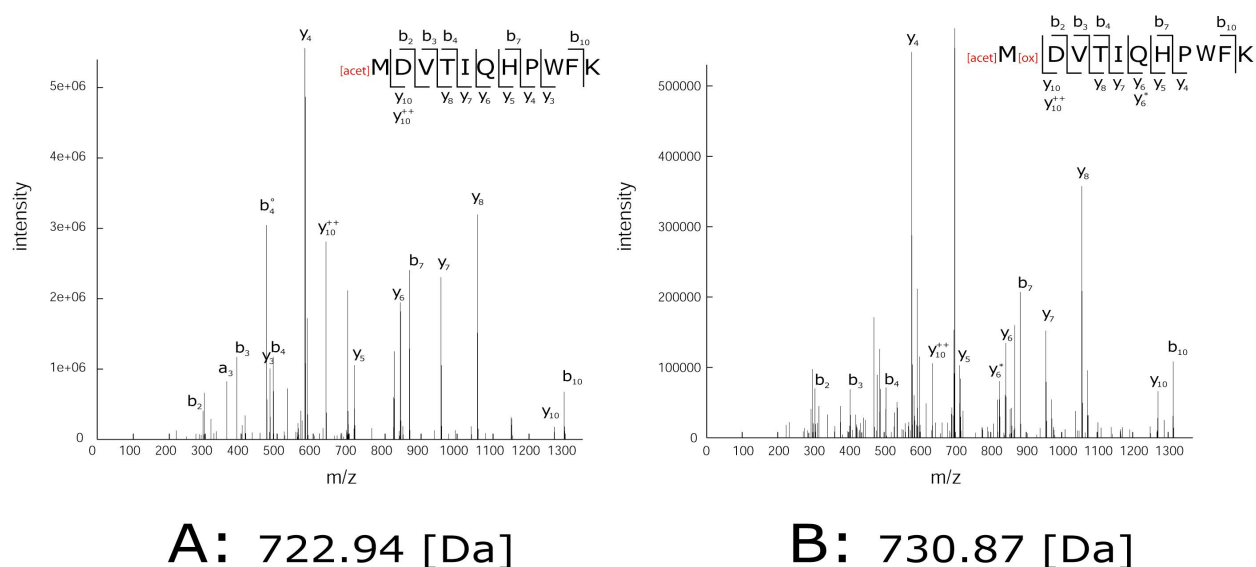 y4
b2 b3 b4 b7 b10
[acet]MDVTIQHPWFK
y10 y8 y7 y6 y5 y4 y3
y10++
5e+06
4e+06
3e+06
2e+06
1e+06
0
intensity
b4°
y10++
y8
b7
y7
y6
b3
y3
b4
a3
y5
b2
b10
y10
0 100 200 300 400 500 600 700 800 900 1000 1100 1200 1300
m/z
A: 722.94 [Da]
y4
b2 b3 b4 b7 b10
[acet]M[ox]DVTIQHPWFK
y10 y8 y7 y6 y5 y4
y10++ y6*
500000
400000
300000
200000
100000
0
intensity
y8
b7
y7
y6
y10++
y5
b10
y6*
b2
b3
b4
y10
0 100 200 300 400 500 600 700 800 900 1000 1100 1200 1300
m/z
B: 730.87 [Da]